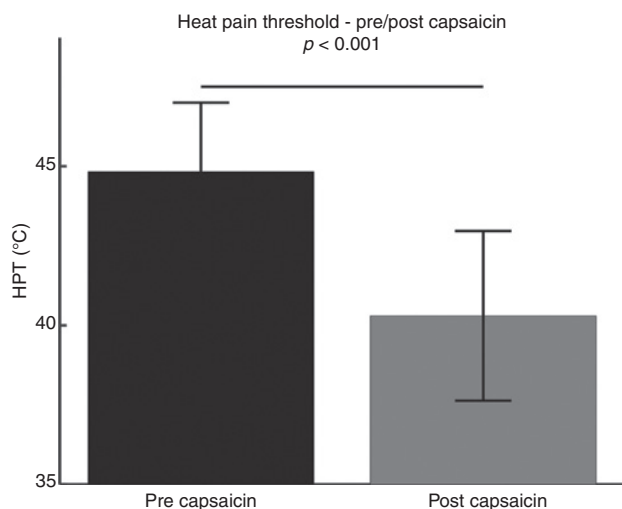 Heat pain threshold - pre/post capsaicin
p < 0.001
45
HPT (°C)
40
35
Pre capsaicin
Post capsaicin